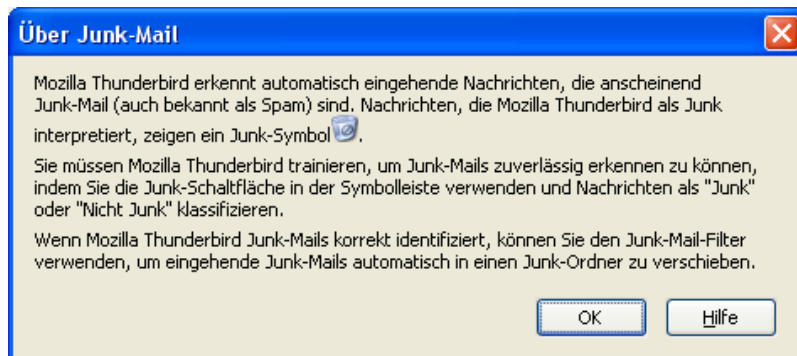 Über Junk-Mail
Mozilla Thunderbird erkennt automatisch eingehende Nachrichten, die anscheinend
Junk-Mail (auch bekannt als Spam) sind. Nachrichten, die Mozilla Thunderbird als Junk
interpretiert, zeigen ein Junk-Symbol.
Sie müssen Mozilla Thunderbird trainieren, um Junk-Mails zuverlässig erkennen zu können,
indem Sie die Junk-Schaltfläche in der Symbolleiste verwenden und Nachrichten als "Junk"
oder "Nicht Junk" klassifizieren.
Wenn Mozilla Thunderbird Junk-Mails korrekt identifiziert, können Sie den Junk-Mail-Filter
verwenden, um eingehende Junk-Mails automatisch in einen Junk-Ordner zu verschieben.
OK Hilfe